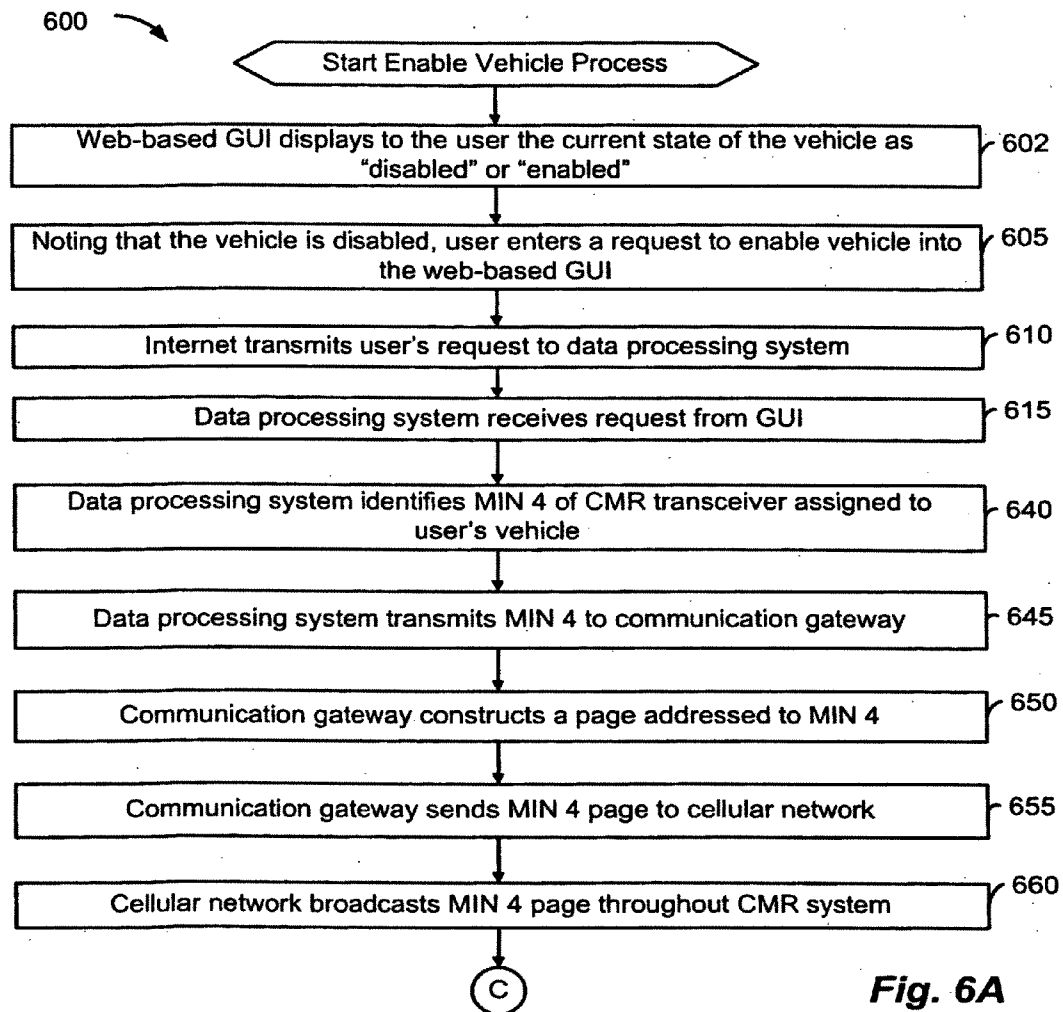 600
Start Enable Vehicle Process
Web-based GUI displays to the user the current state of the vehicle as
"disabled" or "enabled"
602
Noting that the vehicle is disabled, user enters a request to enable vehicle into
the web-based GUI
605
Internet transmits user's request to data processing system
610
Data processing system receives request from GUI
615
Data processing system identifies MIN 4 of CMR transceiver assigned to
user's vehicle
640
Data processing system transmits MIN 4 to communication gateway
645
Communication gateway constructs a page addressed to MIN 4
650
Communication gateway sends MIN 4 page to cellular network
655
Cellular network broadcasts MIN 4 page throughout CMR system
660
C
Fig. 6A